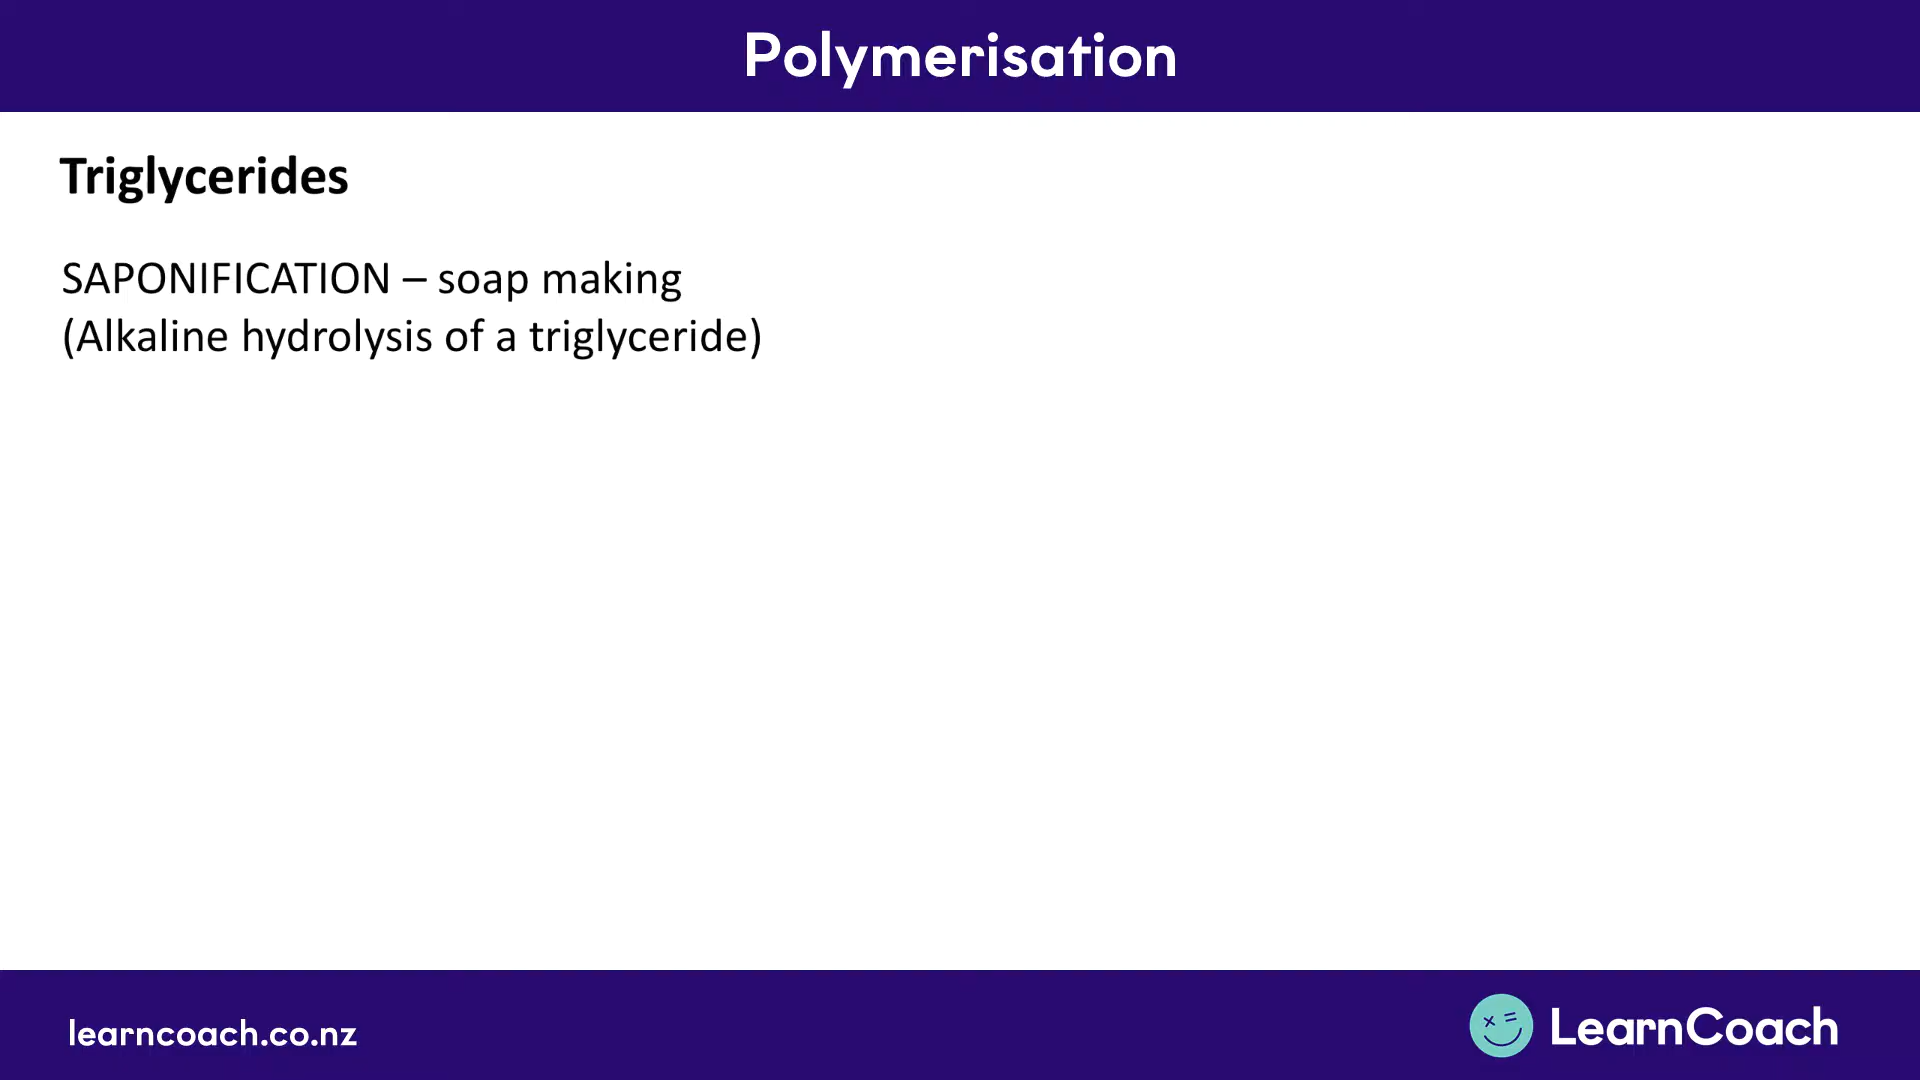 Polymerisation
Triglycerides
SAPONIFICATION – soap making
(Alkaline hydrolysis of a triglyceride)
learncoach.co.nz
LearnCoach